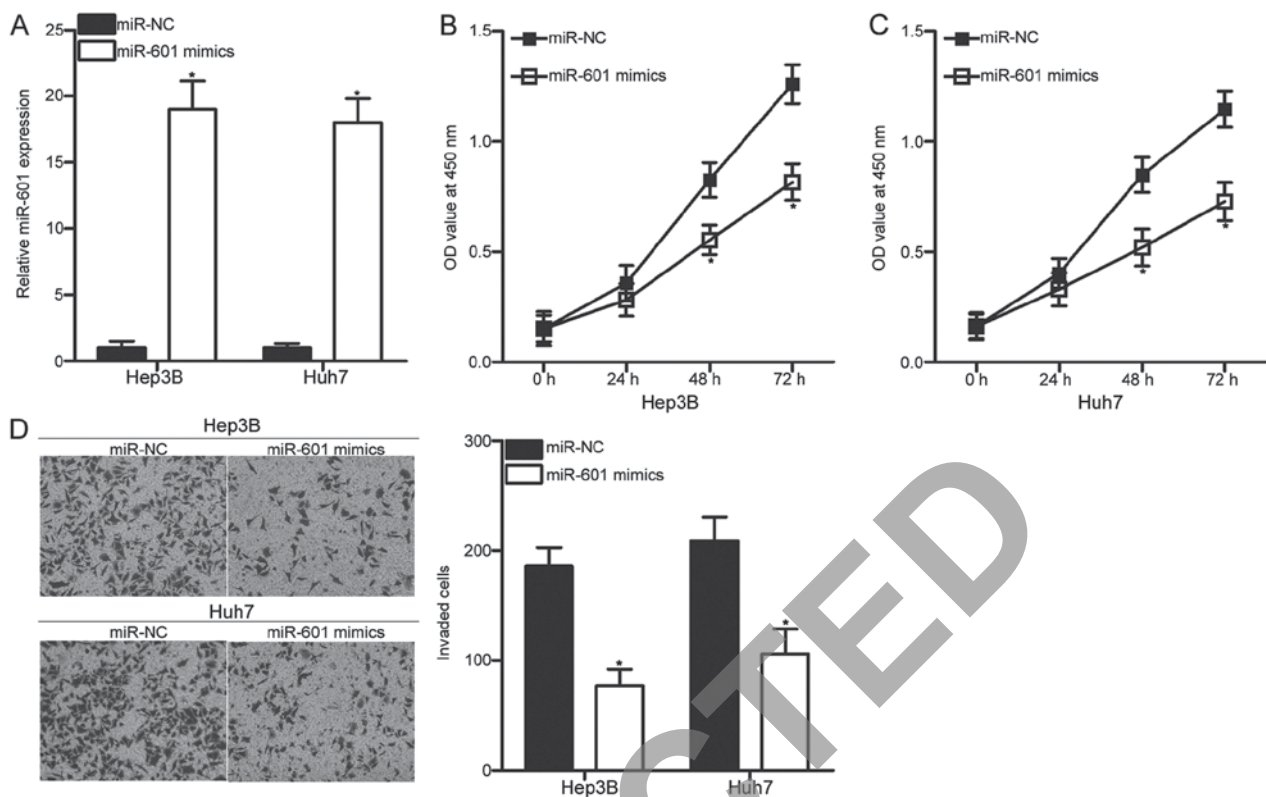 A
miR-NC
miR-601 mimics
Relative miR-601 expression
25
20
15
10
5
0
*
*
Hep3B
Huh7
B
miR-NC
miR-601 mimics
OD value at 450 nm
1.5
1.0
0.5
0.0
*
*
0 h
24 h
48 h
72 h
Hep3B
C
miR-NC
miR-601 mimics
OD value at 450 nm
1.5
1.0
0.5
0.0
*
*
0 h
24 h
48 h
72 h
Huh7
D
Hep3B
miR-NC
miR-601 mimics
Huh7
miR-NC
miR-601 mimics
miR-NC
miR-601 mimics
Invaded cells
300
200
100
0
*
*
Hep3B
Huh7
CTED